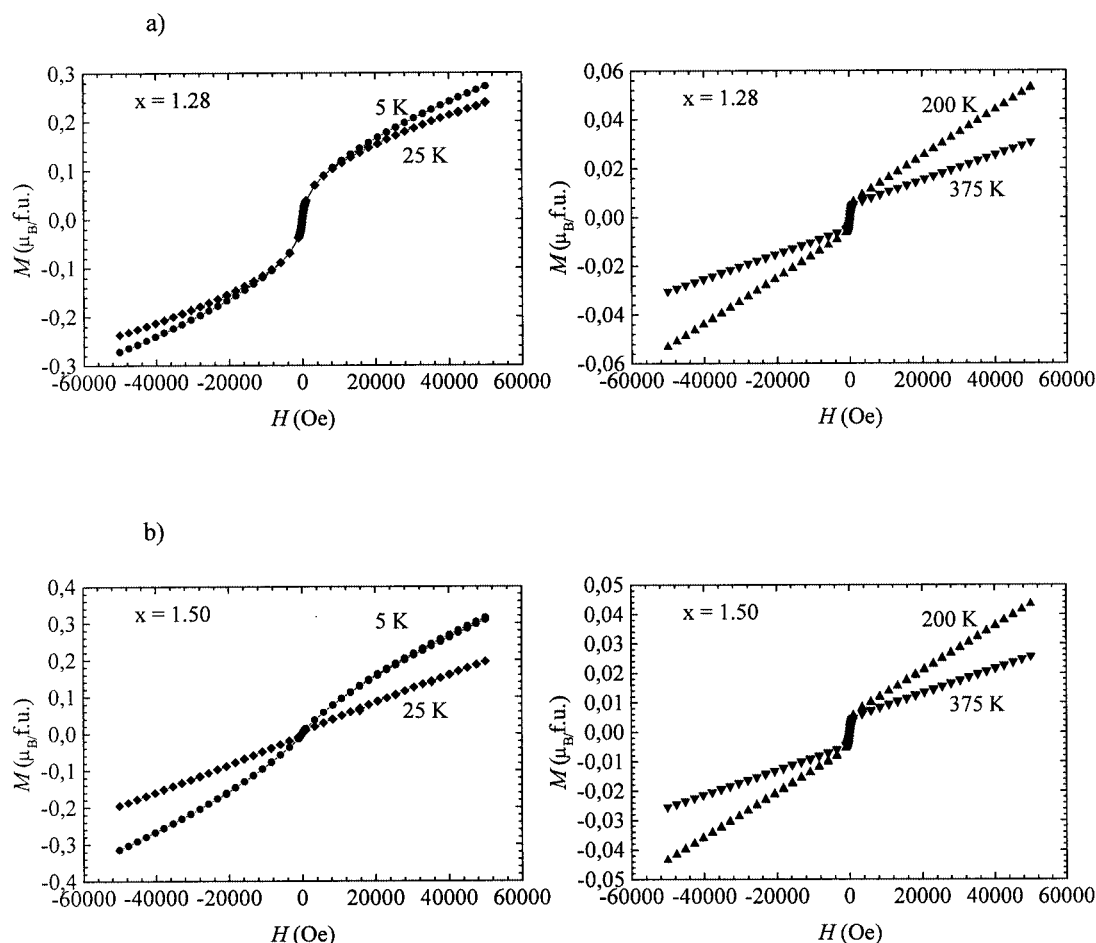 a)
0,3
0,2
0,1
0,0
-0,1
-0,2
-0,3
M (μB/f.u.)
x = 1.28
5 K
25 K
-60000 -40000 -20000 0 20000 40000 60000
H (Oe)
0,06
0,04
0,02
0,00
-0,02
-0,04
-0,06
M (μB/f.u.)
x = 1.28
200 K
375 K
-60000 -40000 -20000 0 20000 40000 60000
H (Oe)
b)
0,4
0,3
0,2
0,1
0,0
-0,1
-0,2
-0,3
-0,4
M (μB/f.u.)
x = 1.50
5 K
25 K
-60000 -40000 -20000 0 20000 40000 60000
H (Oe)
0,05
0,04
0,03
0,02
0,01
0,00
-0,01
-0,02
-0,03
-0,04
-0,05
M (μB/f.u.)
x = 1.50
200 K
375 K
-60000 -40000 -20000 0 20000 40000 60000
H (Oe)